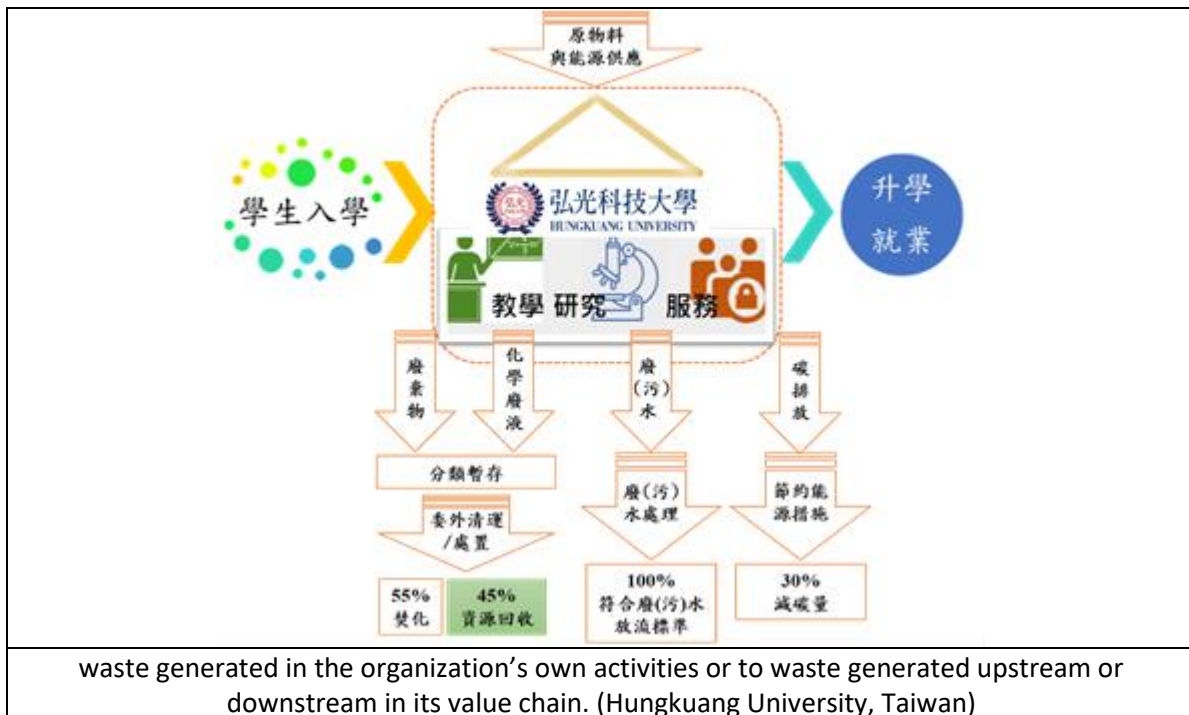 原物料
與能源供應
學生入學
弘光科技大學
HUNGKUANG UNIVERSITY
升學
就業
教學
研究
服務
廢棄物
化學廢液
廢(污)水
碳排放
分類暫存
委外清運
/處置
廢(污)
水處理
節約能
源措施
55%
焚化
45%
資源回收
100%
符合廢(污)水
放流標準
30%
減碳量
waste generated in the organization’s own activities or to waste generated upstream or
downstream in its value chain. (Hungkuang University, Taiwan)